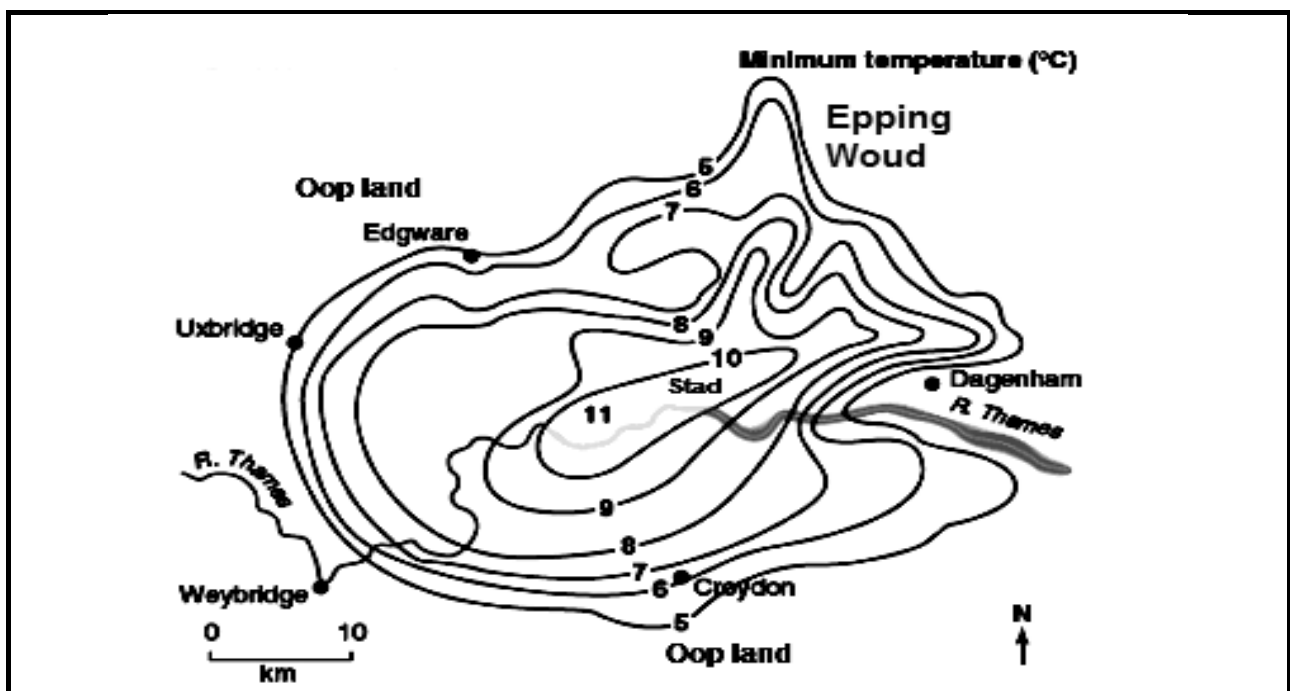 Minimum temperature (°C)
Epping
Woud
5
Oop land
6
7
Edgware
Uxbridge
8
9
10
Stad
Dagenham
11
R. Thames
R. Thames
9
8
7
6
Croydon
Weybridge
5
0 10
km
Oop land
N